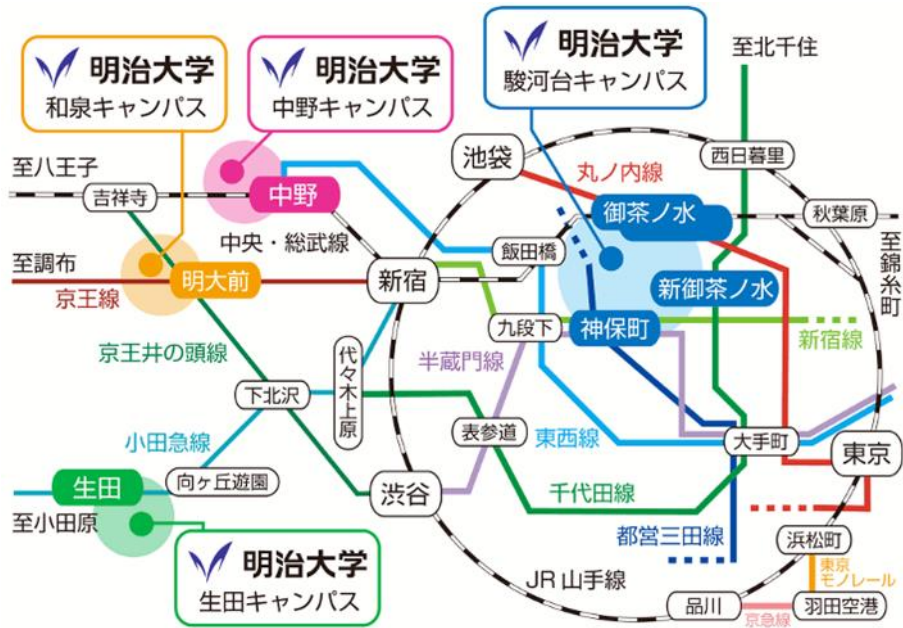 明治大学
和泉キャンパス
明治大学
中野キャンパス
明治大学
駿河台キャンパス
至北千住
池袋
西日暮里
丸ノ内線
至八王子
吉祥寺
中野
御茶ノ水
秋葉原
中央・総武線
飯田橋
至錦糸町
至調布
明大前
新宿
新御茶ノ水
京王線
九段下
神保町
新宿線
京王井の頭線
代々木上原
半蔵門線
下北沢
表参道
東西線
大手町
小田急線
東京
生田
向ヶ丘遊園
渋谷
千代田線
至小田原
都営三田線
浜松町
明治大学
生田キャンパス
JR山手線
東京
モノレール
品川
京急線
羽田空港